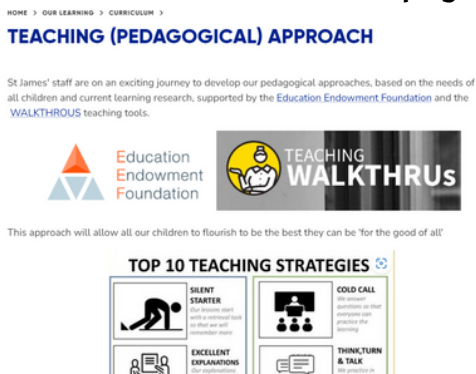 HOME > OUR LEARNING > CURRICULUM >
TEACHING (PEDAGOGICAL) APPROACH
St James' staff are on an exciting journey to develop our pedagogical approaches, based on the needs of
all children and current learning research, supported by the Education Endowment Foundation and the
WALKTHROUS teaching tools.
Education
Endowment
Foundation
TEACHING
WALKTHRUs
This approach will allow all our children to flourish to be the best they can be 'for the good of all'
TOP 10 TEACHING STRATEGIES
SILENT
STARTER
Our lessons start
with a retrieval task
so that we will
remember more
COLD CALL
We answer
questions so that
everyone can
practice the
learning
EXCELLENT
EXPLANATIONS
Our explanations
THINK,TURN
& TALK
We practice in